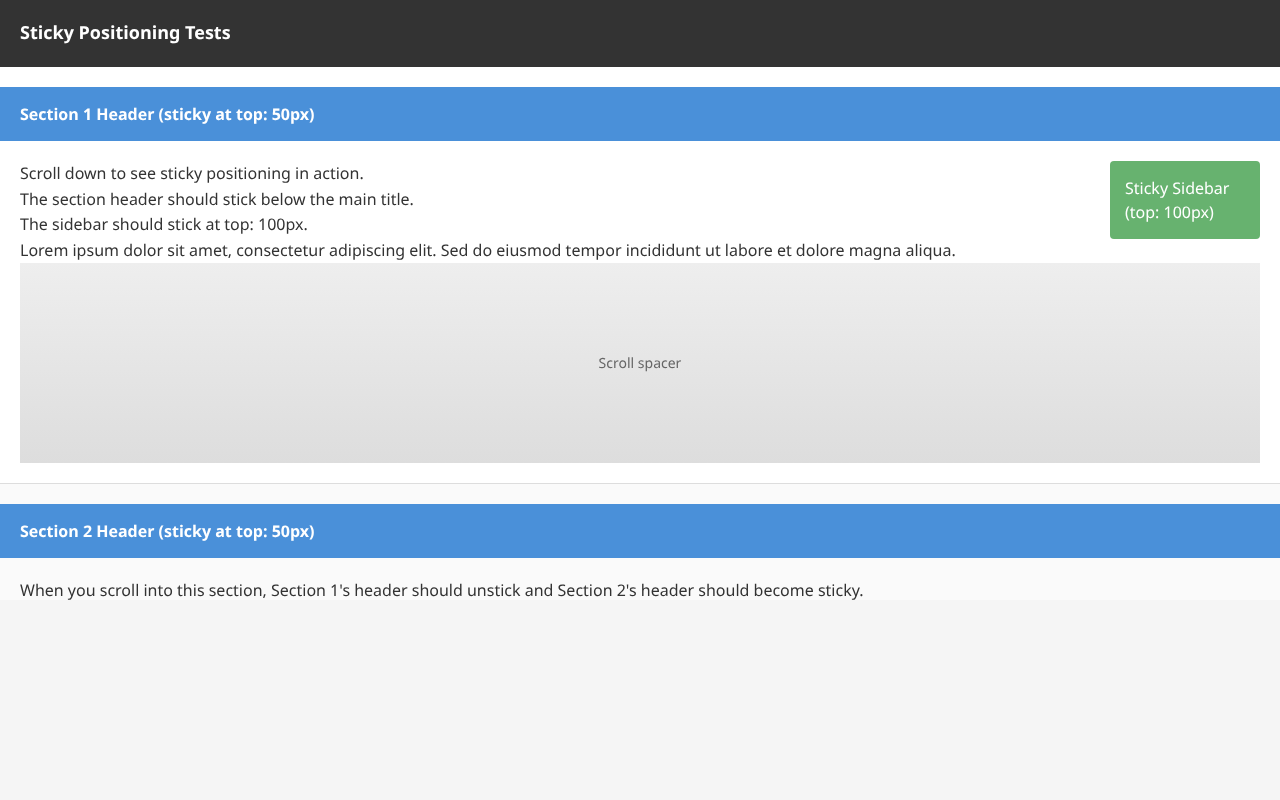 Sticky Positioning Tests
Section 1 Header (sticky at top: 50px)
Scroll down to see sticky positioning in action.
The section header should stick below the main title.
The sidebar should stick at top: 100px.
Lorem ipsum dolor sit amet, consectetur adipiscing elit. Sed do eiusmod tempor incididunt ut labore et dolore magna aliqua.
Sticky Sidebar
(top: 100px)
Scroll spacer
Section 2 Header (sticky at top: 50px)
When you scroll into this section, Section 1's header should unstick and Section 2's header should become sticky.